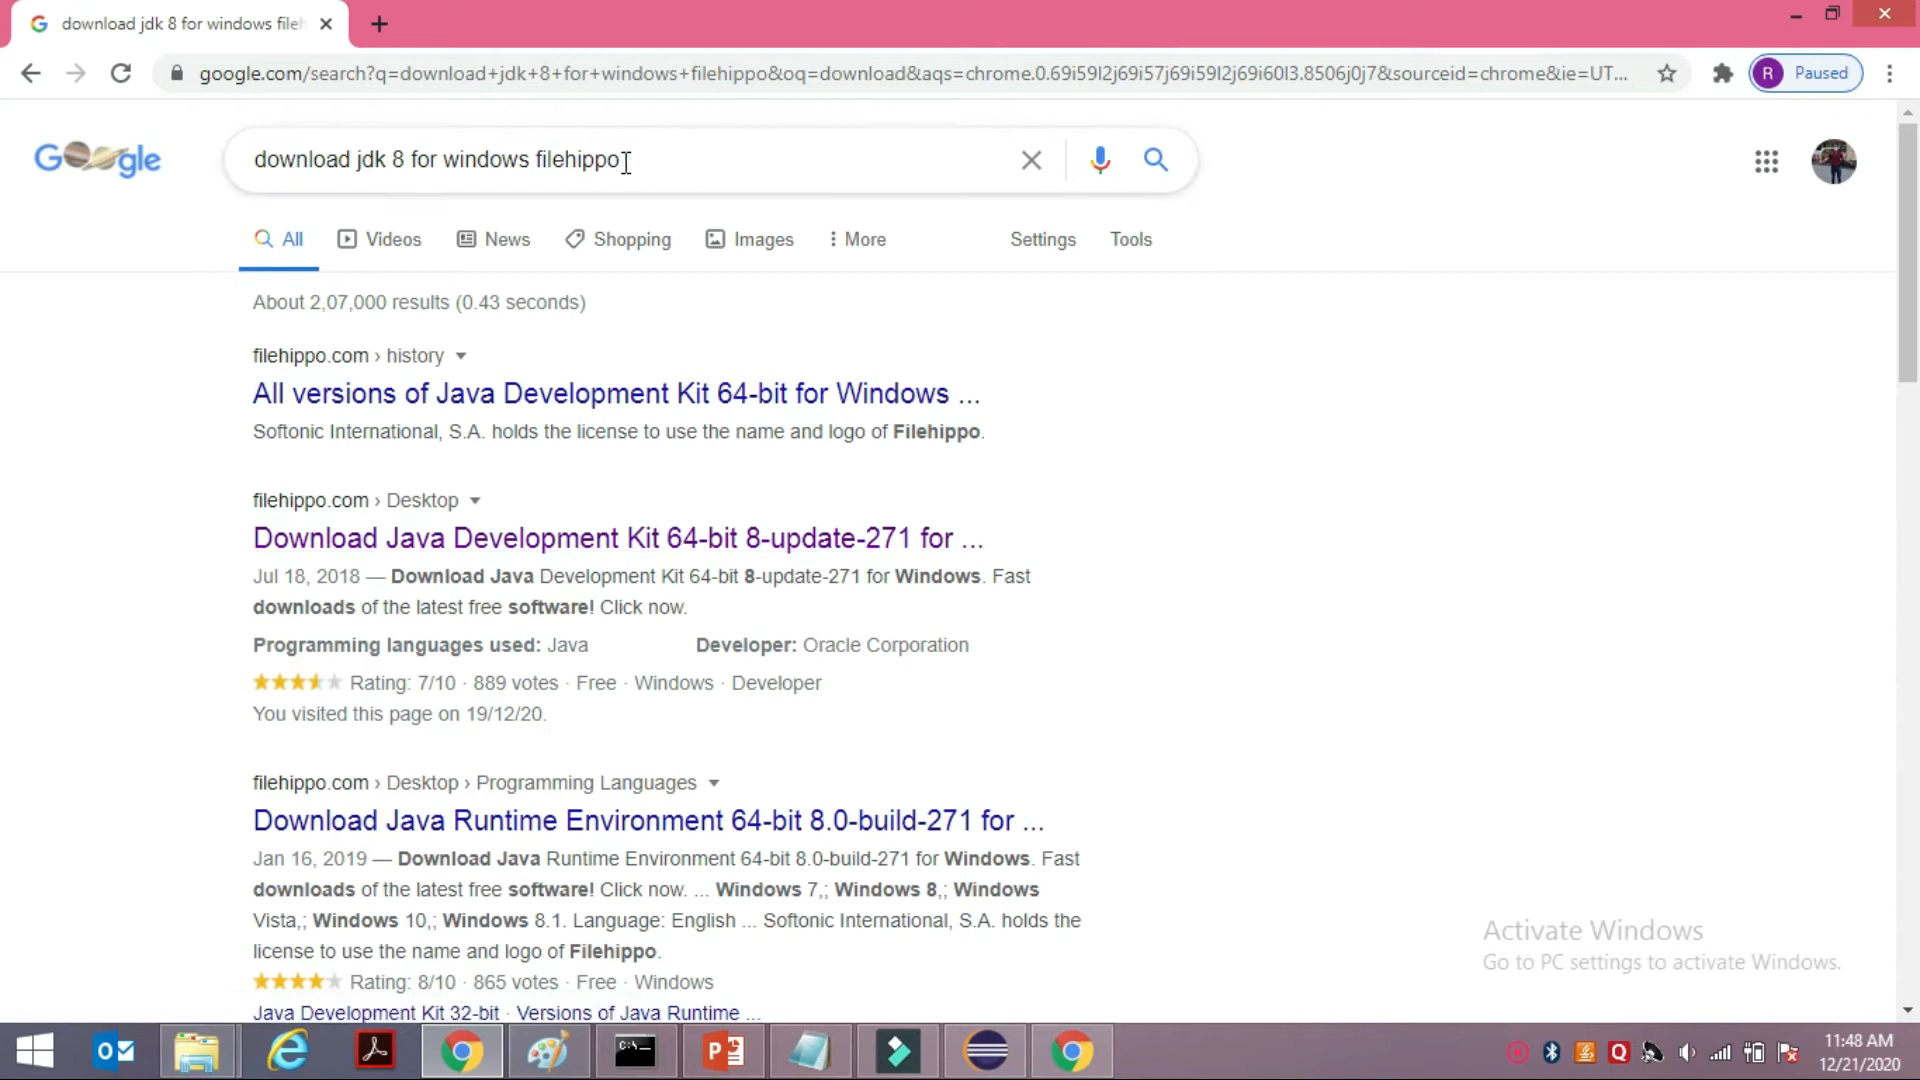 download jdk 8 for windows fileh
google.com/search?q=download+jdk+8+for+windows+filehippo&oq=download&aqs=chrome.0.69i59l2j69i57j69i59l2j69i60l3.8506j0j7&sourceid=chrome&ie=UT...
R Paused
Google
download jdk 8 for windows filehippo
All Videos News Shopping Images More Settings Tools
About 2,07,000 results (0.43 seconds)
filehippo.com › history
All versions of Java Development Kit 64-bit for Windows ...
Softonic International, S.A. holds the license to use the name and logo of Filehippo.
filehippo.com › Desktop
Download Java Development Kit 64-bit 8-update-271 for ...
Jul 18, 2018 — Download Java Development Kit 64-bit 8-update-271 for Windows. Fast
downloads of the latest free software! Click now.
Programming languages used: Java Developer: Oracle Corporation
Rating: 7/10 · 889 votes · Free · Windows · Developer
You visited this page on 19/12/20.
filehippo.com › Desktop › Programming Languages
Download Java Runtime Environment 64-bit 8.0-build-271 for ...
Jan 16, 2019 — Download Java Runtime Environment 64-bit 8.0-build-271 for Windows. Fast
downloads of the latest free software! Click now. ... Windows 7,; Windows 8,; Windows
Vista,; Windows 10,; Windows 8.1. Language: English ... Softonic International, S.A. holds the
license to use the name and logo of Filehippo.
Rating: 8/10 · 865 votes · Free · Windows
Java Development Kit 32-bit · Versions of Java Runtime ...
Activate Windows
Go to PC settings to activate Windows.
11:48 AM
12/21/2020